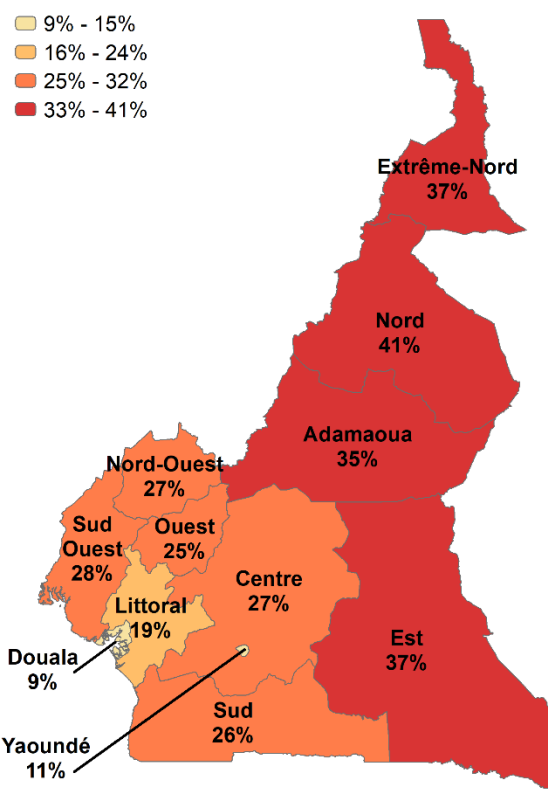 9% - 15%
16% - 24%
25% - 32%
33% - 41%
Extrême-Nord
37%
Nord
41%
Adamaoua
35%
Nord-Ouest
27%
Ouest
25%
Sud
Ouest
28%
Centre
27%
Littoral
19%
Est
37%
Douala
9%
Sud
26%
Yaoundé
11%